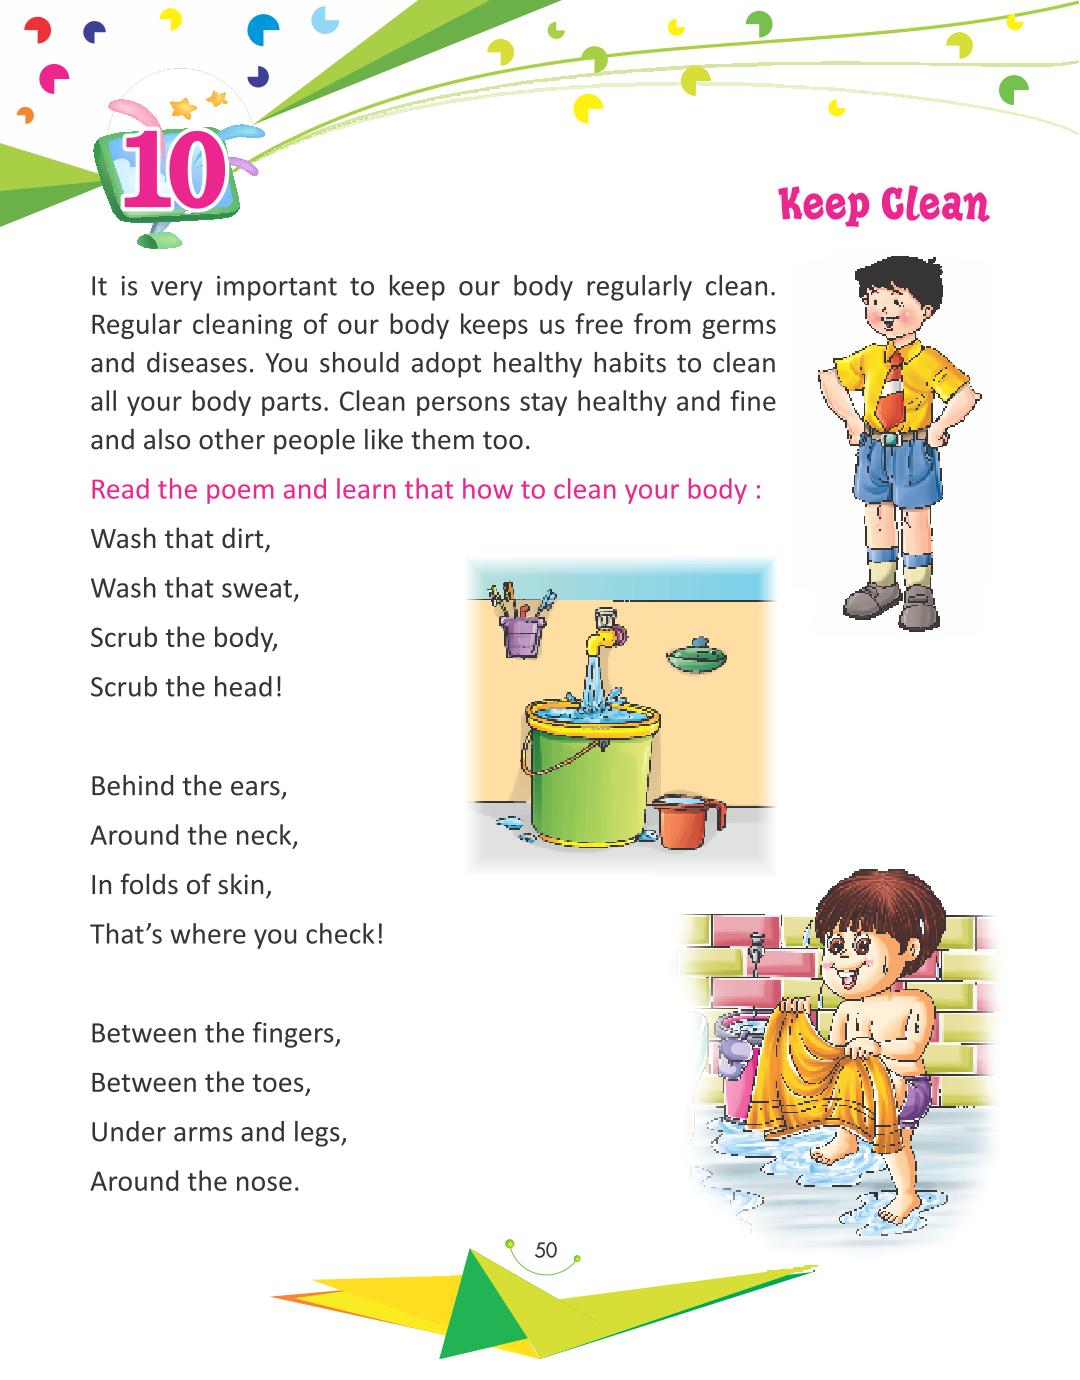 10
Keep Clean
It is very important to keep our body regularly clean.
Regular cleaning of our body keeps us free from germs
and diseases. You should adopt healthy habits to clean
all your body parts. Clean persons stay healthy and fine
and also other people like them too.
Read the poem and learn that how to clean your body :
Wash that dirt,
Wash that sweat,
Scrub the body,
Scrub the head!
Behind the ears,
Around the neck,
In folds of skin,
That’s where you check!
Between the fingers,
Between the toes,
Under arms and legs,
Around the nose.
50